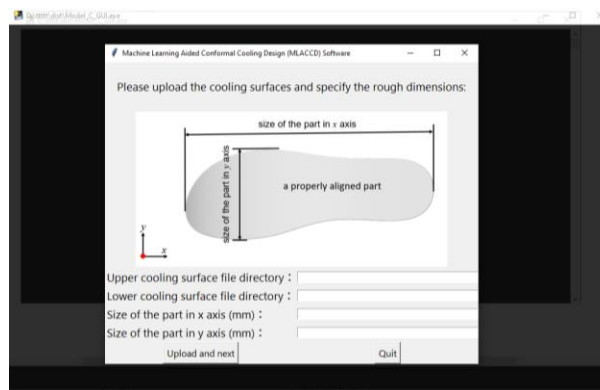 Machine Learning Aided Conformal Cooling Design (MLACCD) Software
Please upload the cooling surfaces and specify the rough dimensions:
size of the part in x axis
size of the part in y axis
a properly aligned part
y
x
Upper cooling surface file directory：
Lower cooling surface file directory：
Size of the part in x axis (mm)：
Size of the part in y axis (mm)：
Upload and next Quit